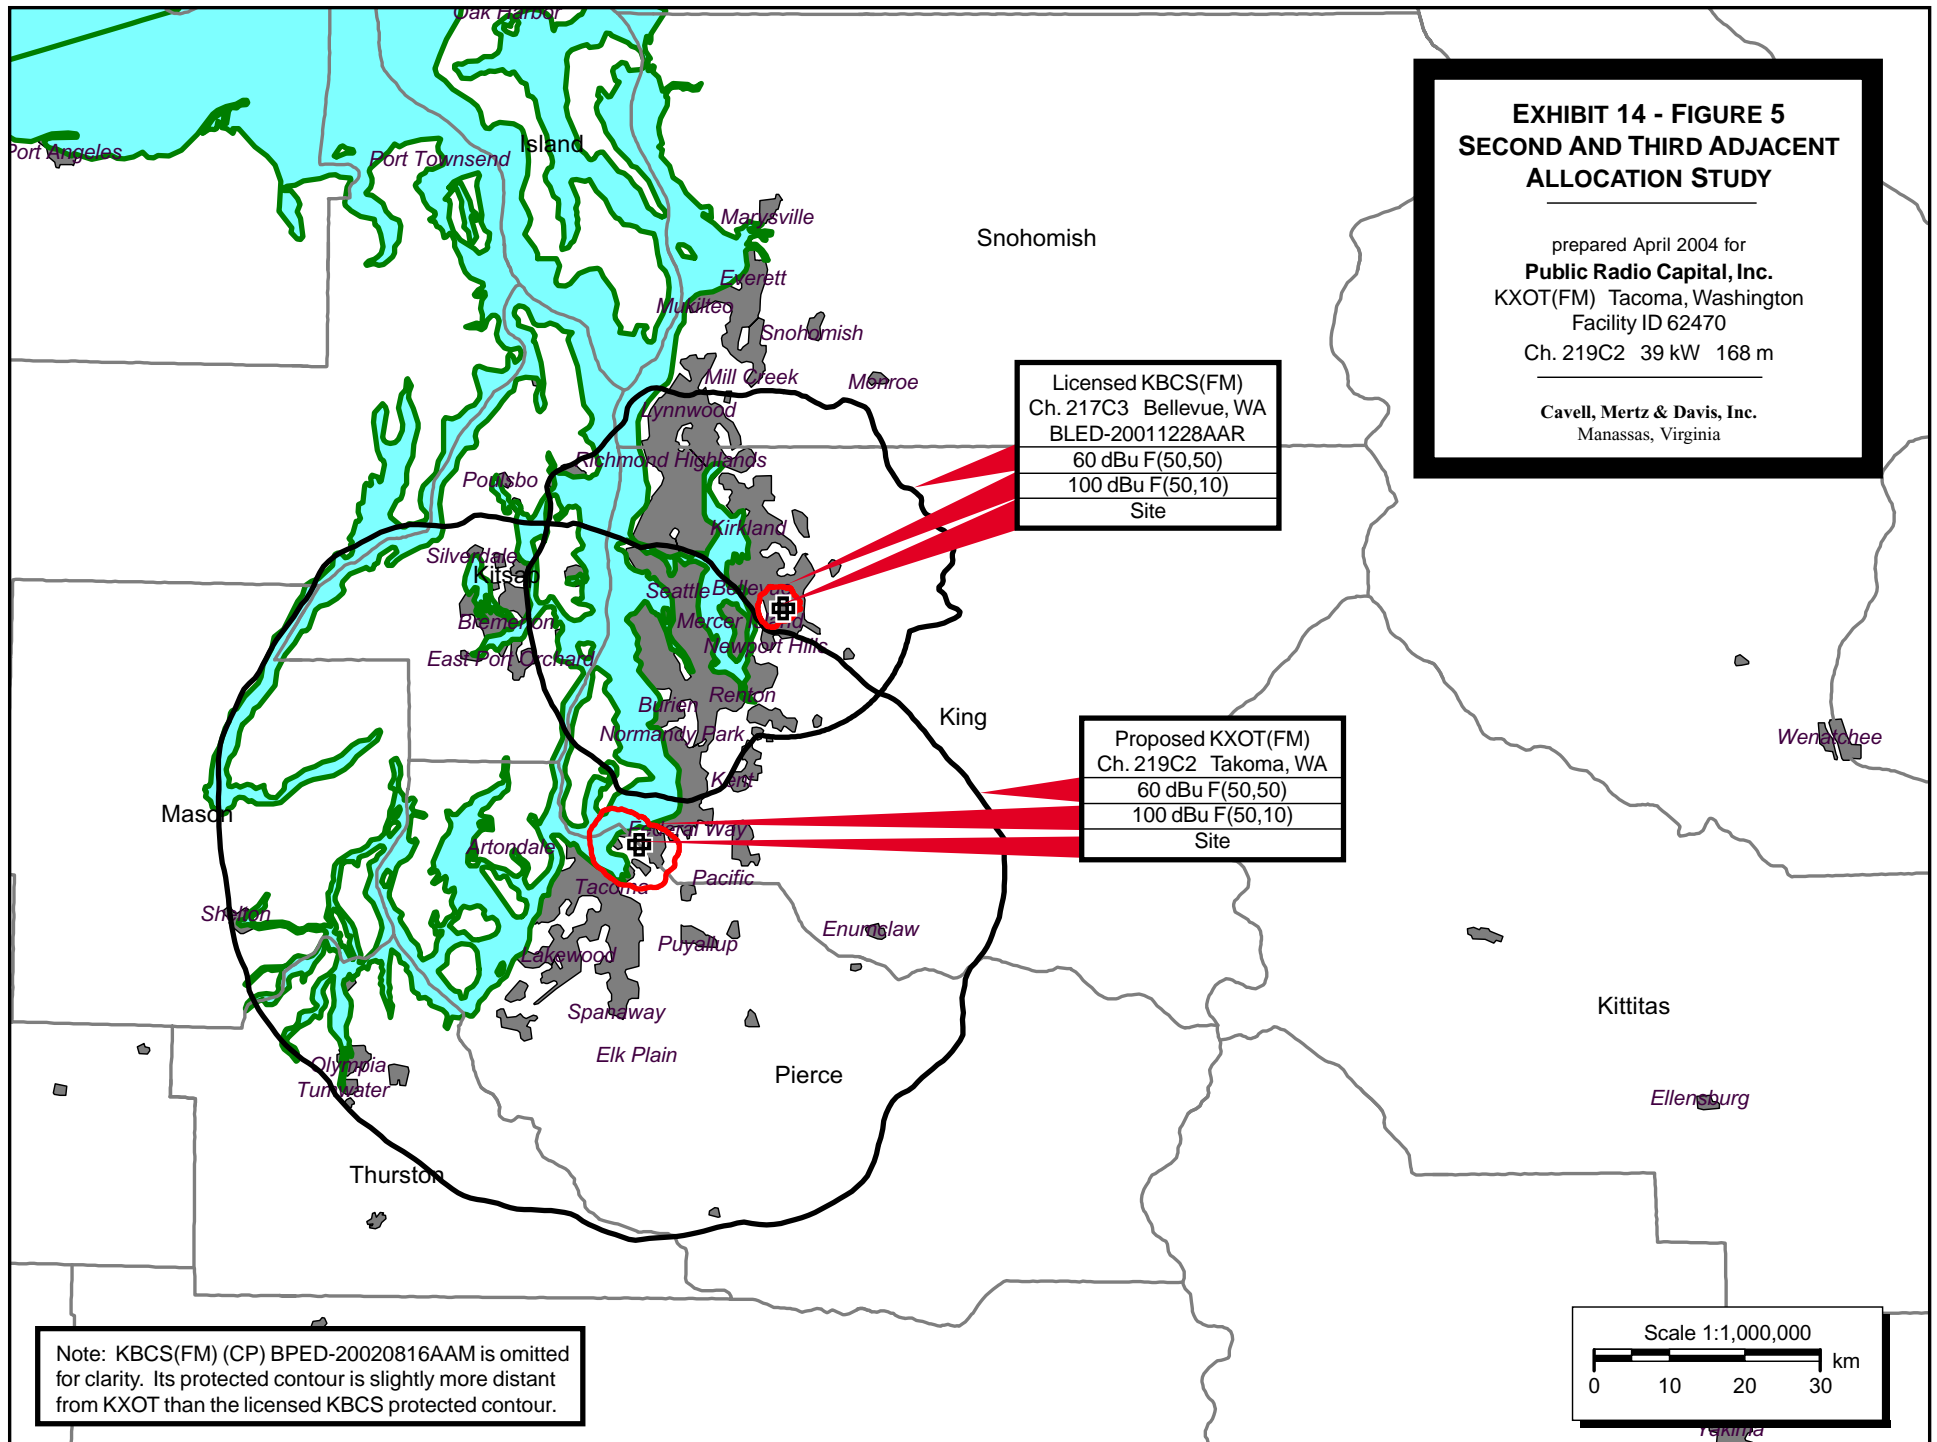 EXHIBIT 14 - FIGURE 5
SECOND AND THIRD ADJACENT
ALLOCATION STUDY
prepared April 2004 for
Public Radio Capital, Inc.
KXOT(FM) Tacoma, Washington
Facility ID 62470
Ch. 219C2 39 kW 168 m
Cavell, Mertz & Davis, Inc.
Manassas, Virginia
Oak Harbor
Port Angeles
Port Townsend
Island
Marysville
Snohomish
Everett
Mukilteo
Snohomish
Mill Creek
Monroe
Lynnwood
Richmond Highlands
Poulsbo
Kirkland
Silverdale
Kitsap
Seattle
Bellevue
Bremerton
Mercer Island
Newport Hills
East Port Orchard
Renton
Burien
Normandy Park
King
Kent
Wenatchee
Mason
Federal Way
Artondale
Tacoma
Pacific
Shelton
Enumclaw
Puyallup
Lakewood
Spanaway
Kittitas
Elk Plain
Olympia
Pierce
Tumwater
Ellensburg
Thurston
Yakima
Licensed KBCS(FM)
Ch. 217C3 Bellevue, WA
BLED-20011228AAR
60 dBu F(50,50)
100 dBu F(50,10)
Site
Proposed KXOT(FM)
Ch. 219C2 Takoma, WA
60 dBu F(50,50)
100 dBu F(50,10)
Site
Note: KBCS(FM) (CP) BPED-20020816AAM is omitted
for clarity. Its protected contour is slightly more distant
from KXOT than the licensed KBCS protected contour.
Scale 1:1,000,000
km
0 10 20 30